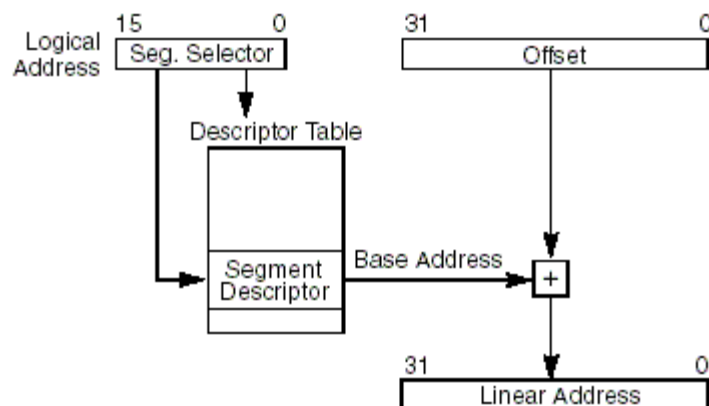 15 0
31 0
Logical
Address
Seg. Selector
Offset
Descriptor Table
Segment
Descriptor
Base Address
+
31 0
Linear Address